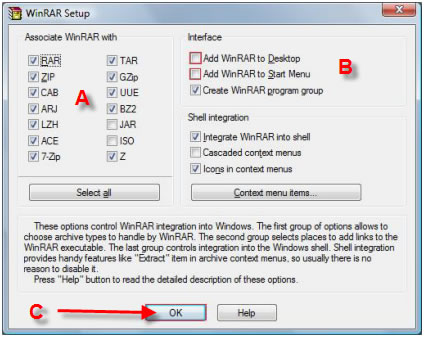 WinRAR Setup
Associate WinRAR with
RAR
ZIP
CAB
ARJ
LZH
ACE
7-Zip
TAR
GZip
UUE
BZ2
JAR
ISO
Z
A
Select all
Interface
Add WinRAR to Desktop
Add WinRAR to Start Menu
Create WinRAR program group
B
Shell integration
Integrate WinRAR into shell
Cascaded context menus
Icons in context menus
Context menu items...
These options control WinRAR integration into Windows. The first group of options allows to
choose archive types to handle by WinRAR. The second group selects places to add links to the
WinRAR executable. The last group controls integration into the Windows shell. Shell integration
provides handy features like "Extract" item in archive context menus, so usually there is no
reason to disable it.
Press "Help" button to read the detailed description of these options.
C
OK
Help